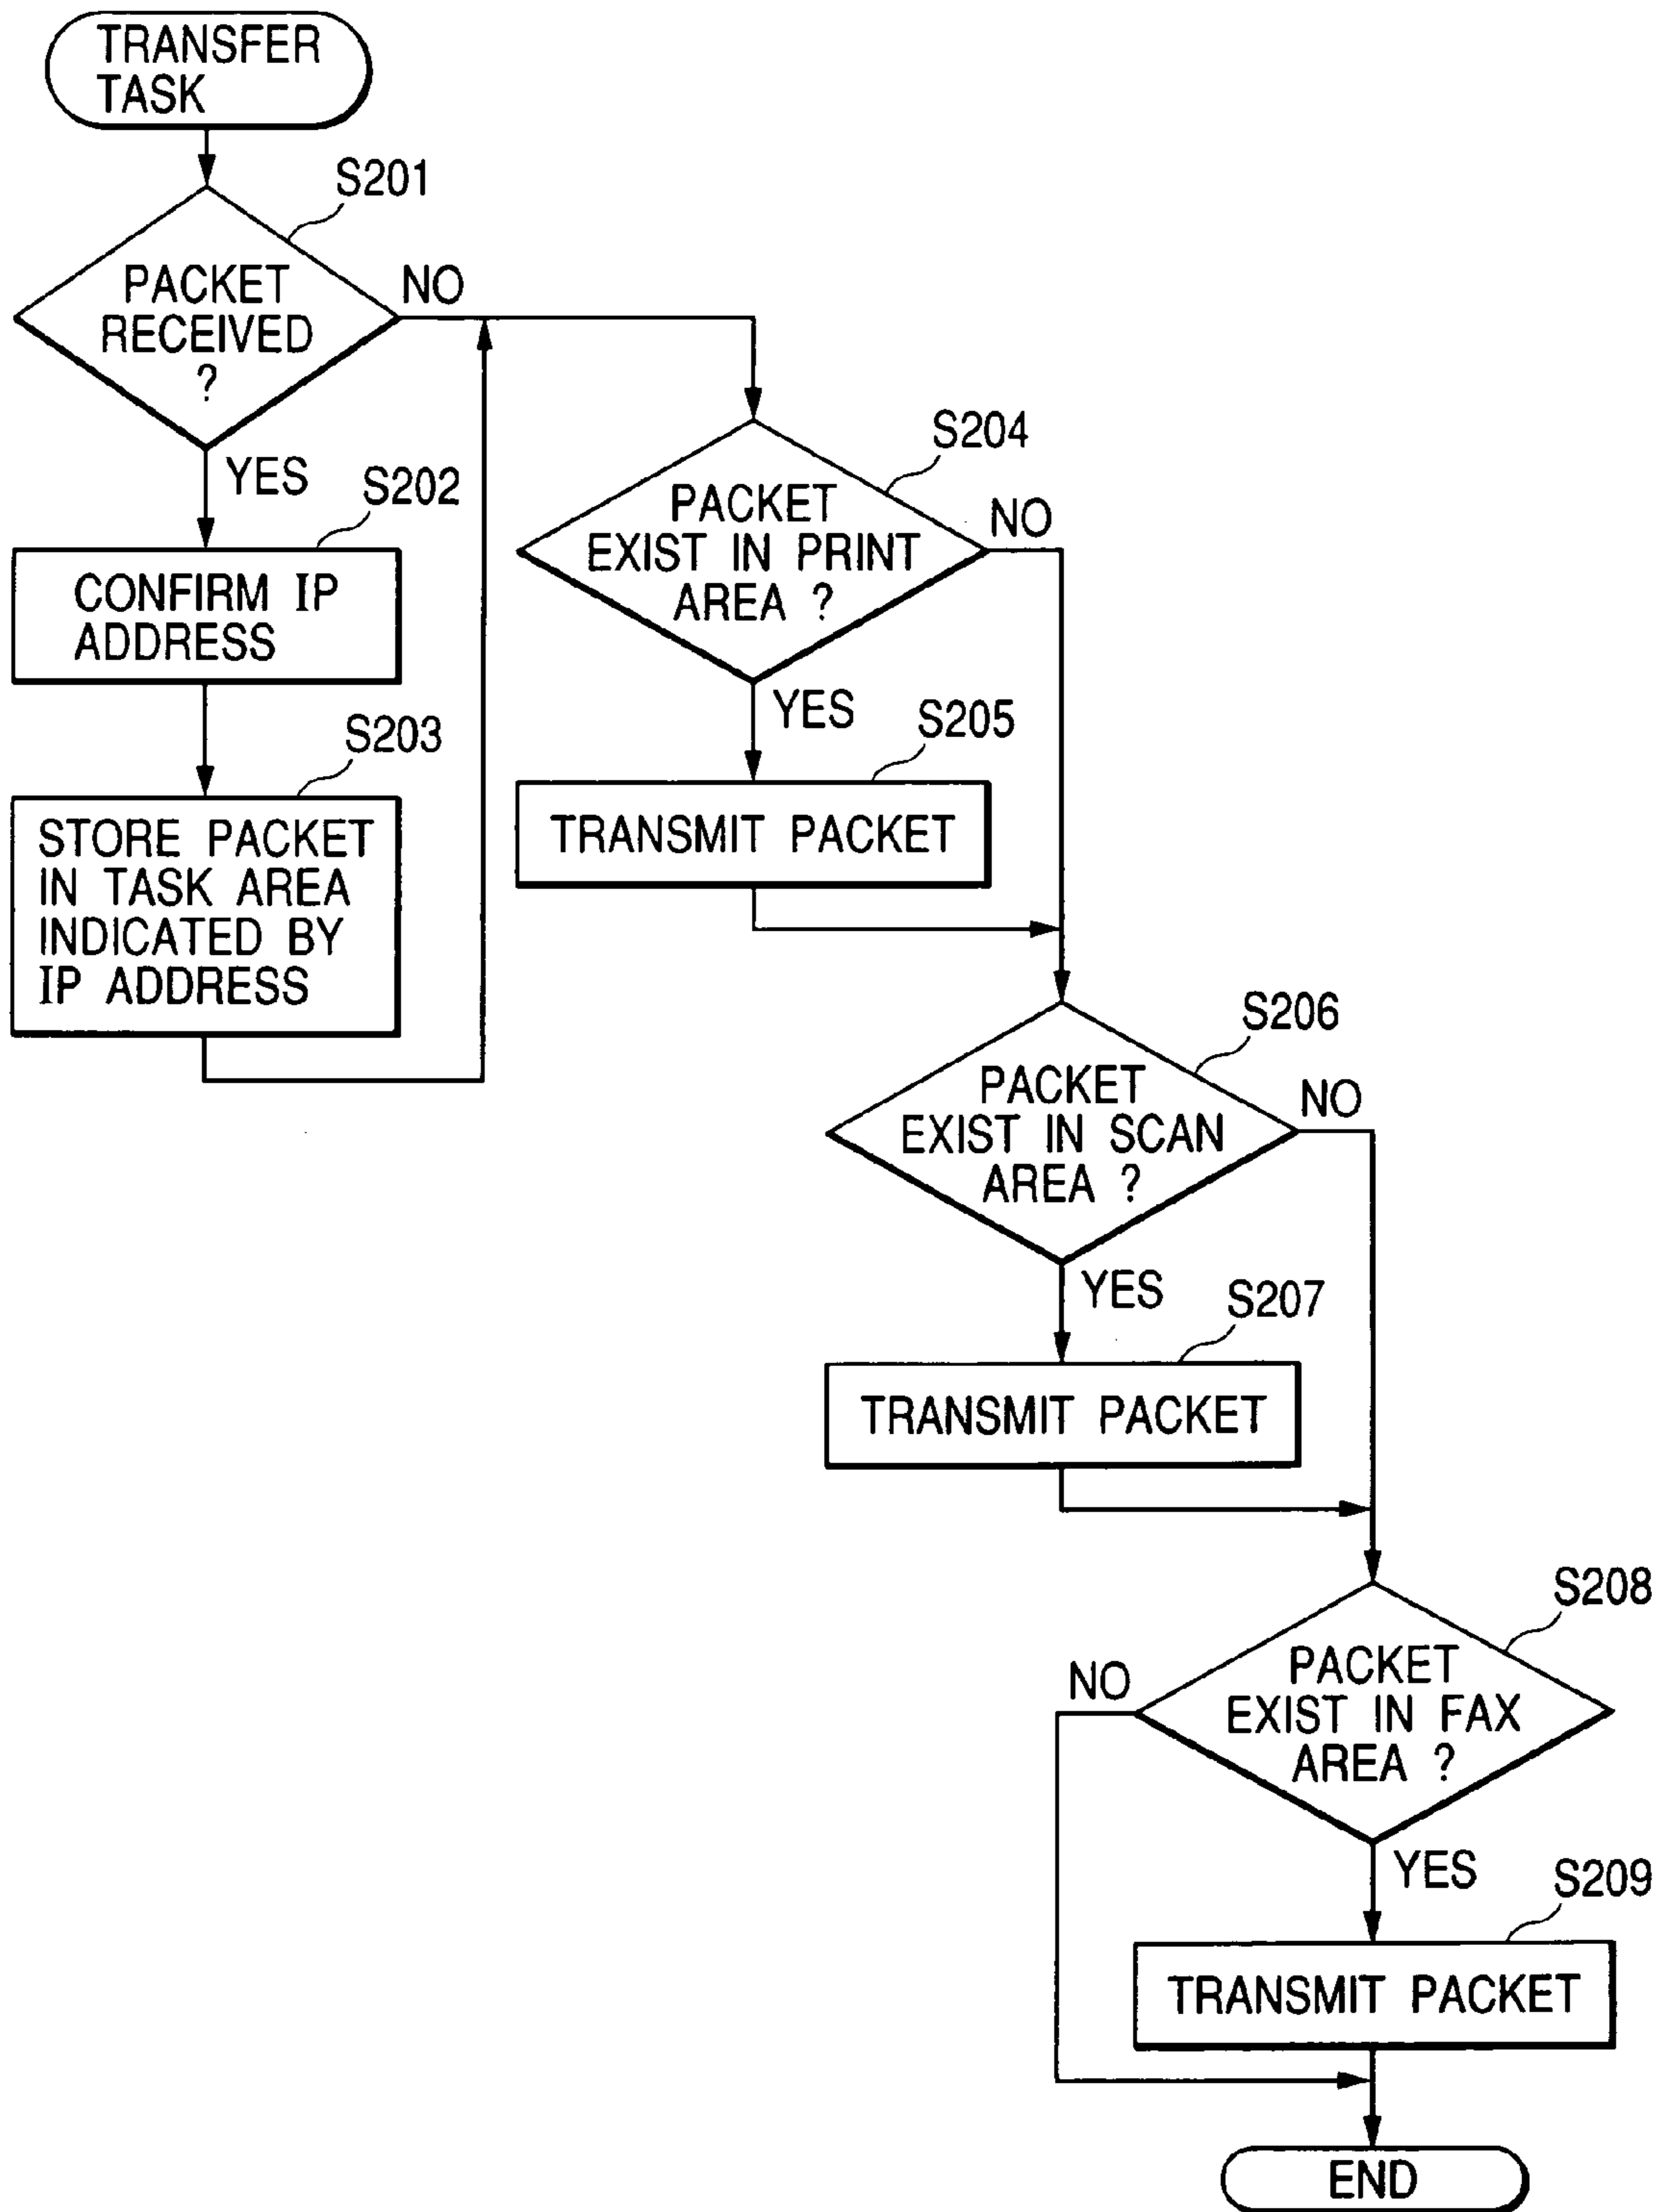 TRANSFER
TASK
S201
PACKET
RECEIVED
?
NO
YES
S202
CONFIRM IP
ADDRESS
S203
STORE PACKET
IN TASK AREA
INDICATED BY
IP ADDRESS
S204
PACKET
EXIST IN PRINT
AREA ?
NO
YES
S205
TRANSMIT PACKET
S206
PACKET
EXIST IN SCAN
AREA ?
NO
YES
S207
TRANSMIT PACKET
S208
PACKET
EXIST IN FAX
AREA ?
NO
YES
S209
TRANSMIT PACKET
END